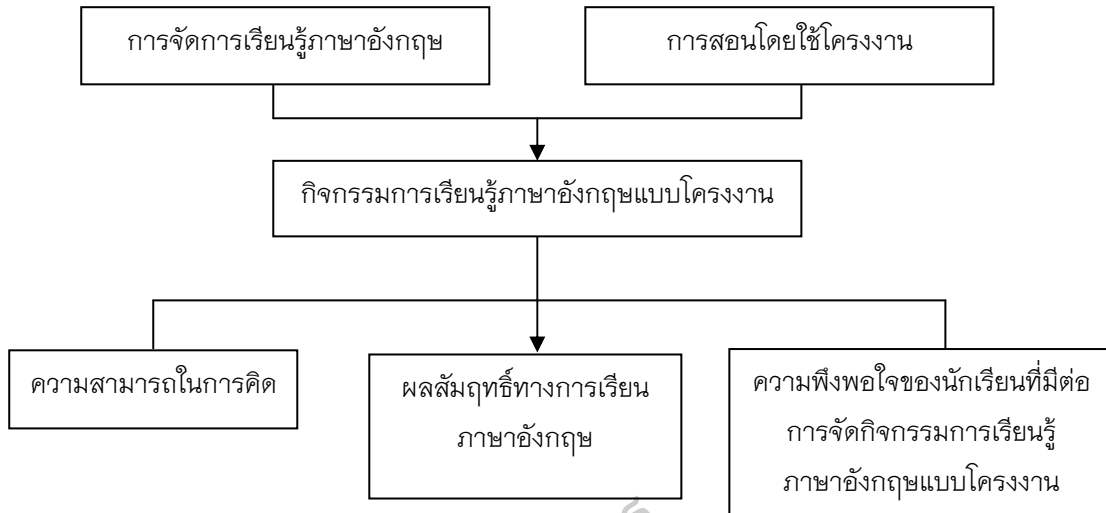 การจัดการเรียนรู้ภาษาอังกฤษ
การสอนโดยใช้โครงงาน
กิจกรรมการเรียนรู้ภาษาอังกฤษแบบโครงงาน
ความสามารถในการคิด
ผลสัมฤทธิ์ทางการเรียน
ภาษาอังกฤษ
ความพึงพอใจของนักเรียนที่มีต่อ
การจัดกิจกรรมการเรียนรู้
ภาษาอังกฤษแบบโครงงาน